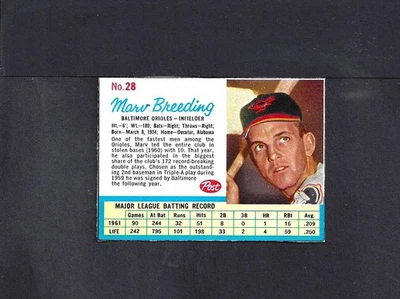 No. 28
Marv Breeding
BALTIMORE ORIOLES — INFIELDER
Ht.—6'; Wt.—180; Bats—Right; Throws—Right;
Born—March 8, 1934; Home—Decatur, Alabama
One of the fastest men among the
Orioles, Marv led the entire club in
stolen bases (1960) with 10. That year,
he also participated in the biggest
share of the club's 172 record-breaking
double plays. Chosen as the outstand-
ing 2nd baseman in Triple-A play during
1959 he was signed by Baltimore
the following year.
Post
MAJOR LEAGUE BATTING RECORD
Games At Bat Runs Hits 2B 3B HR RBI Avg.
1961 90 244 32 51 8 0 1 16 .209
LIFE 242 795 101 198 33 2 4 59 .250